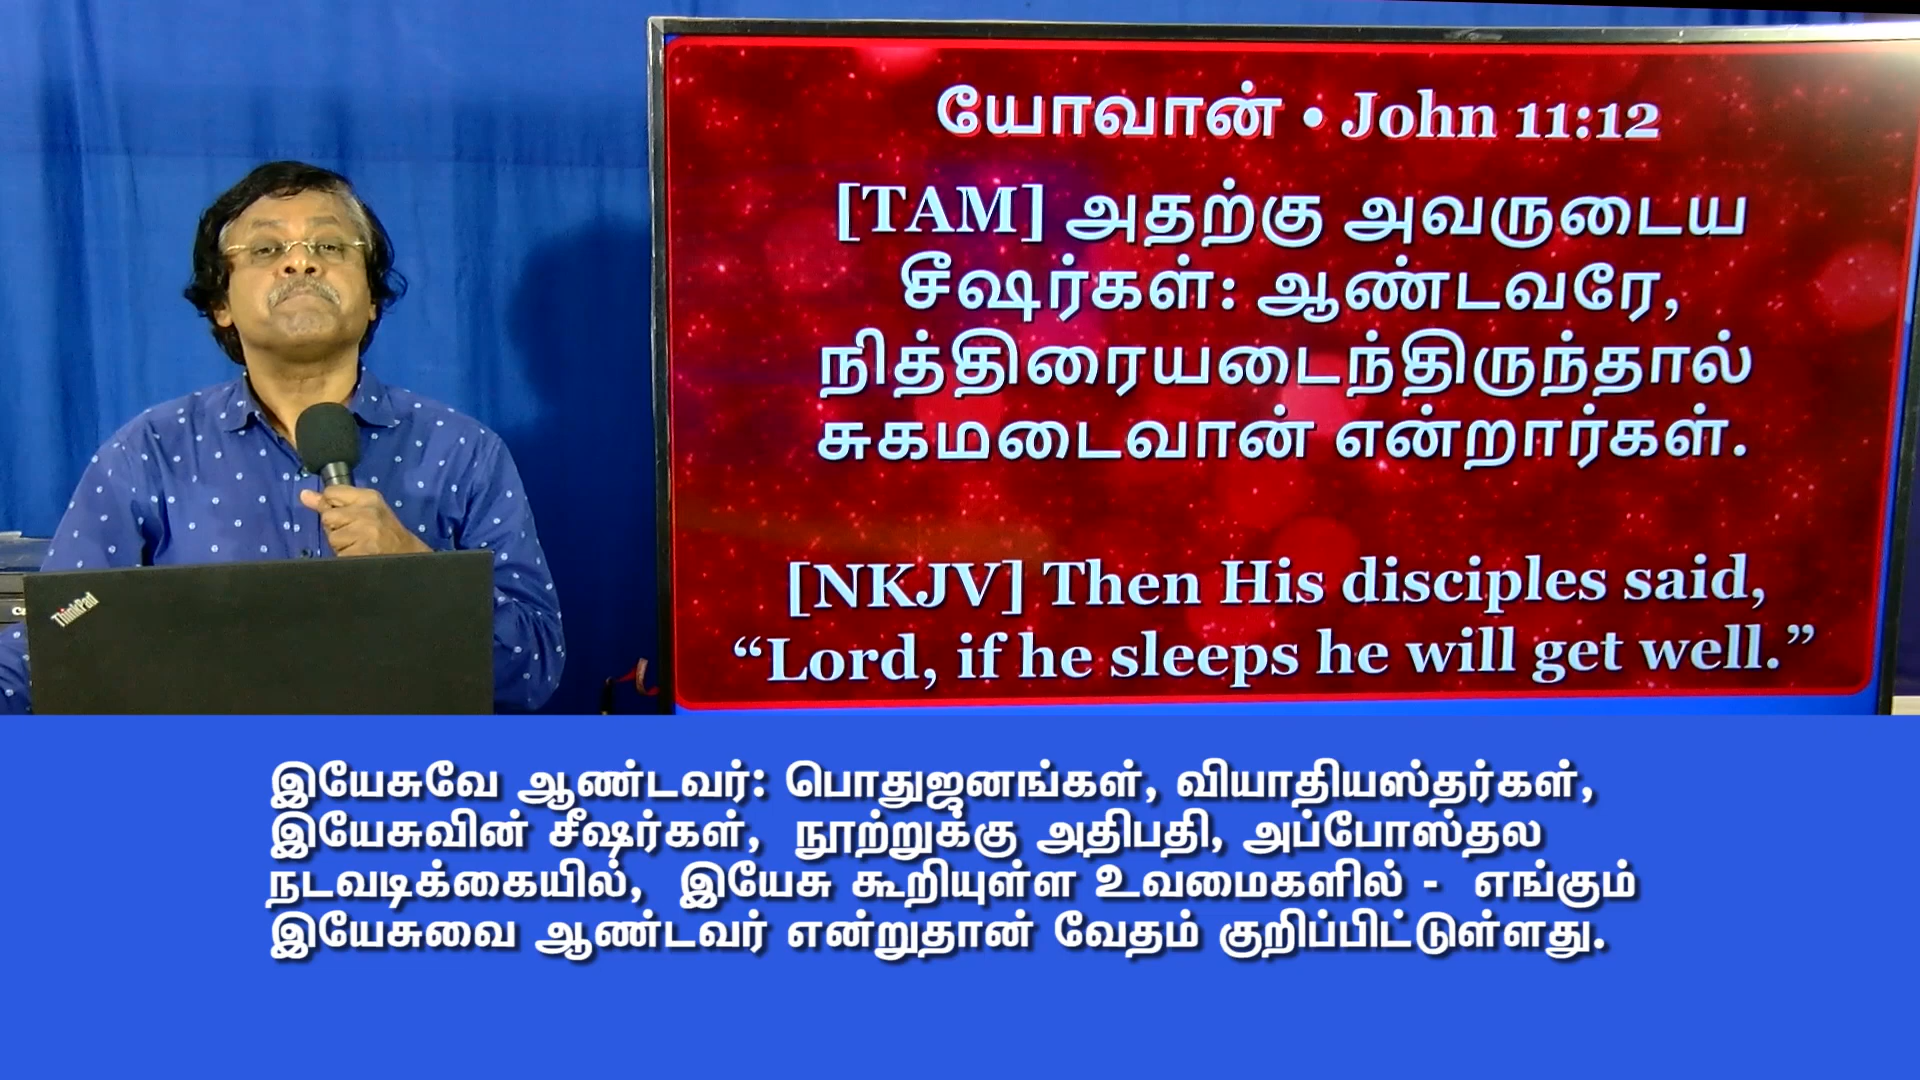 யோவான் • John 11:12
[TAM] அதற்கு அவருடைய
சீஷர்கள்: ஆண்டவரே,
நித்திரையடைந்திருந்தால்
சுகமடைவான் என்றார்கள்.
[NKJV] Then His disciples said,
“Lord, if he sleeps he will get well.”
ThinkPad
இயேசுவே ஆண்டவர்: பொதுஜனங்கள், வியாதியஸ்தர்கள்,
இயேசுவின் சீஷர்கள், நூற்றுக்கு அதிபதி, அப்போஸ்தல
நடவடிக்கையில், இயேசு கூறியுள்ள உவமைகளில் - எங்கும்
இயேசுவை ஆண்டவர் என்றுதான் வேதம் குறிப்பிட்டுள்ளது.